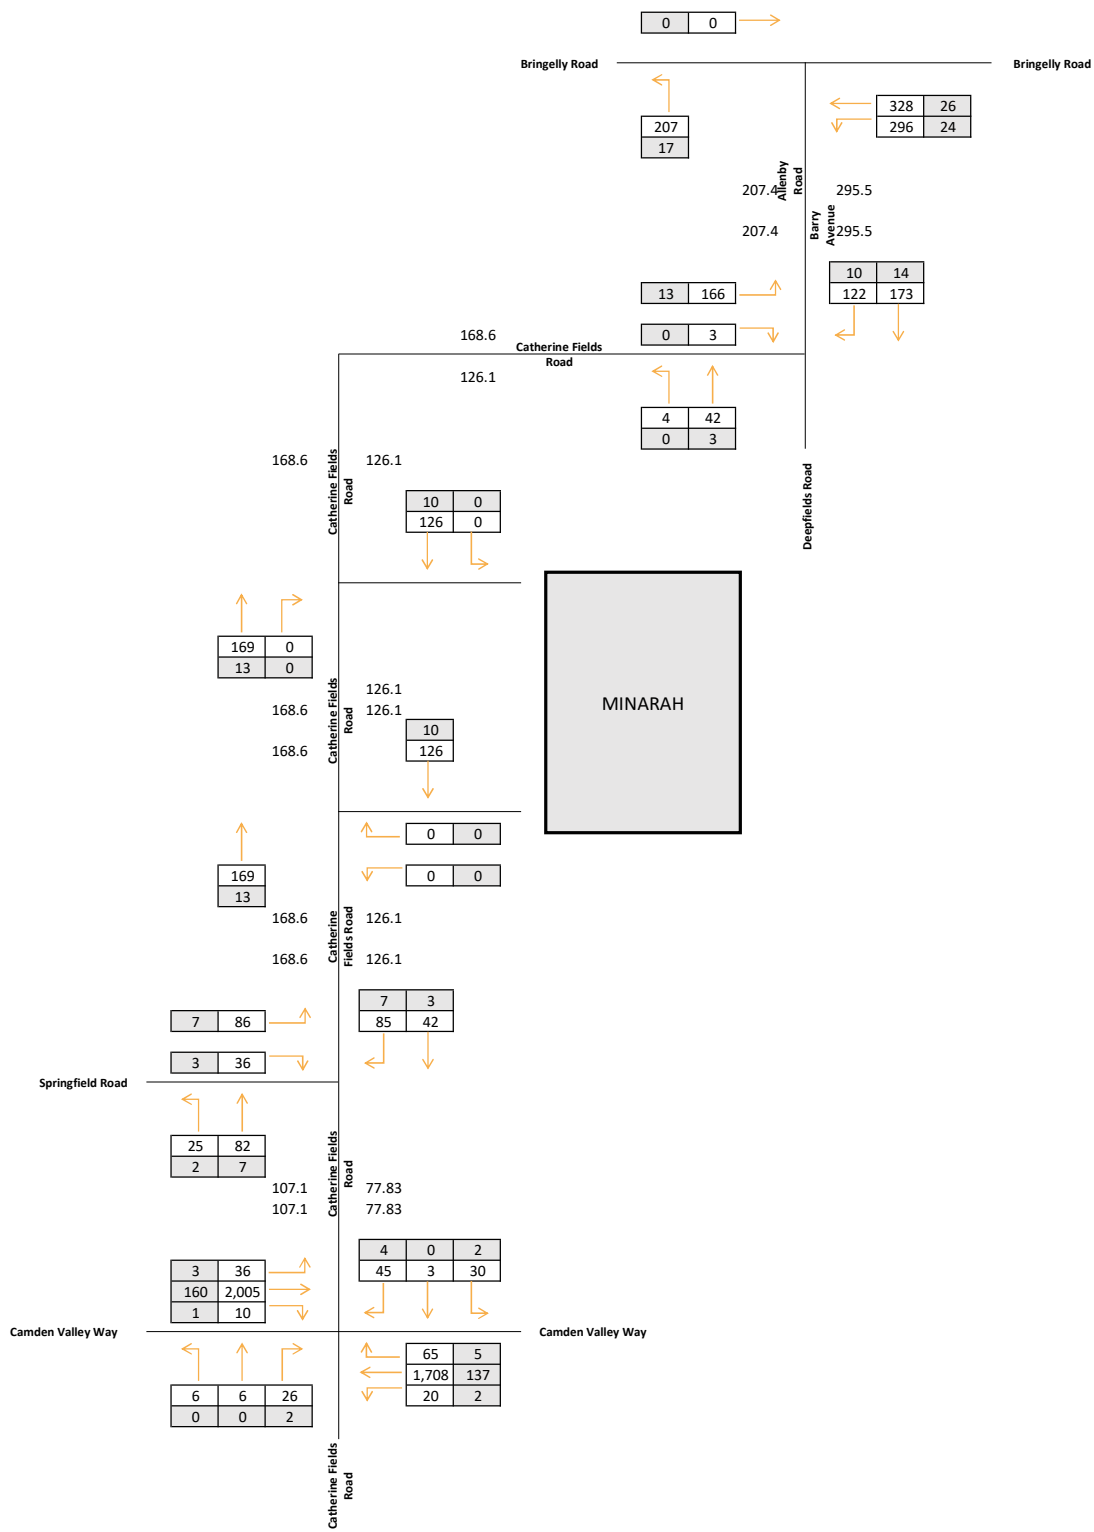 0 0
Bringelly Road
Bringelly Road
328 26
296 24
207
17
Allenby
Road
207.4 295.5
Barry
Avenue
207.4 295.5
10 14
122 173
13 166
0 3
168.6
Catherine Fields
Road
126.1
4 42
0 3
168.6 126.1
Catherine Fields
Road
Deepfields Road
10 0
126 0
169 0
13 0
Catherine Fields
Road
126.1
168.6 126.1
168.6
MINARAH
10
126
0 0
0 0
169
13
Catherine
Fields Road
168.6 126.1
168.6 126.1
7 3
85 42
7 86
3 36
Springfield Road
25 82
2 7
Catherine Fields
Road
107.1 77.83
107.1 77.83
4 0 2
45 3 30
3 36
160 2,005
1 10
Camden Valley Way
Camden Valley Way
65 5
1,708 137
20 2
6 6 26
0 0 2
Catherine Fields
Road